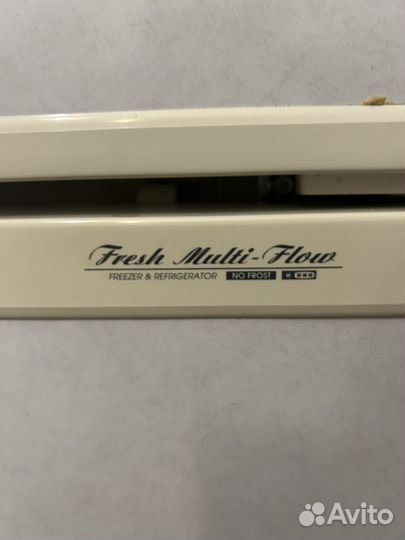 Fresh Multi-Flow
FREEZER & REFRIGERATOR NO FROST
Avito